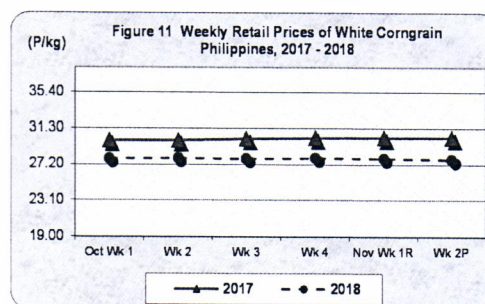 Figure 11 Weekly Retail Prices of White Corngrain
Philippines, 2017 - 2018
(P/kg)
35.40
31.30
27.20
23.10
19.00
Oct Wk 1 Wk 2 Wk 3 Wk 4 Nov Wk 1R Wk 2P
2017 2018